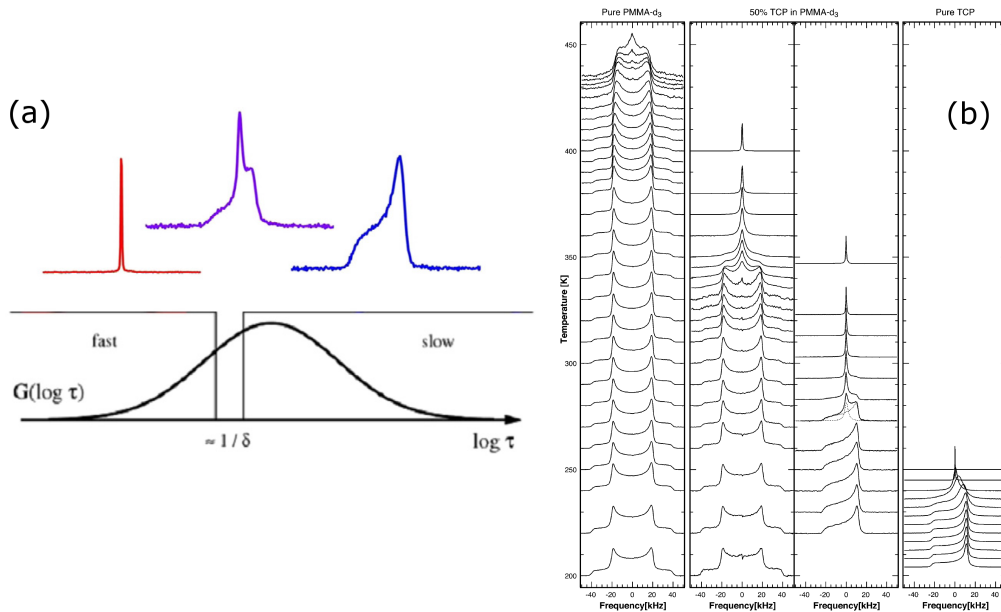 (a)
fast
slow
G(log τ)
≈ 1 / δ
log τ
Pure PMMA-d₃
50% TCP in PMMA-d₃
Pure TCP
(b)
Temperature [K]
450
400
350
300
250
200
-40 -20 0 20 40
-40 -20 0 20 40
-40 -20 0 20 40
-40 -20 0 20 40
Frequency[kHz]
Frequency[kHz]
Frequency[kHz]
Frequency[kHz]